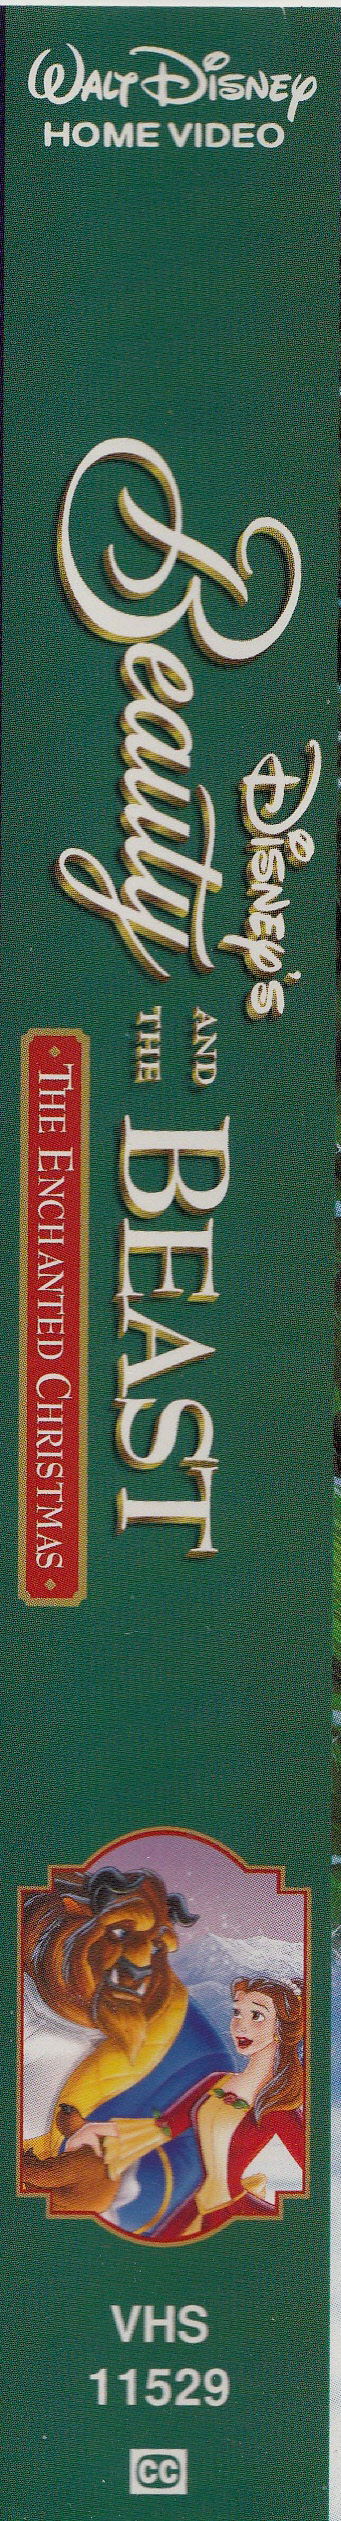 WALT DISNEY
HOME VIDEO
DISNEY'S
Beauty
AND
THE
BEAST
• THE ENCHANTED CHRISTMAS •
VHS
11529
CC